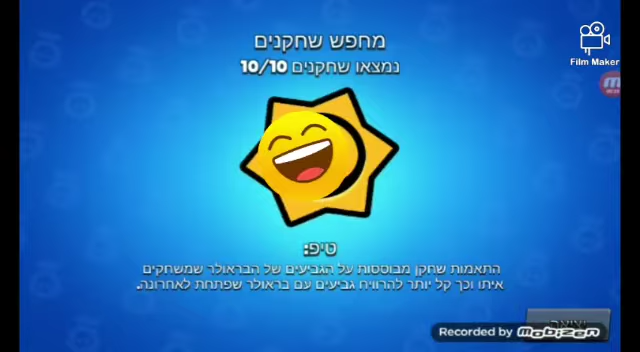 מחפש שחקנים
נמצאו שחקנים 10/10
Film Maker
טיפ:
התאמות שחקן מבוססות על הגביעים של הבראולר שמשחקים
איתו וכך קל יותר להרוויח גביעים עם בראולר שפתחת לאחרונה.
Recorded by Mobizen